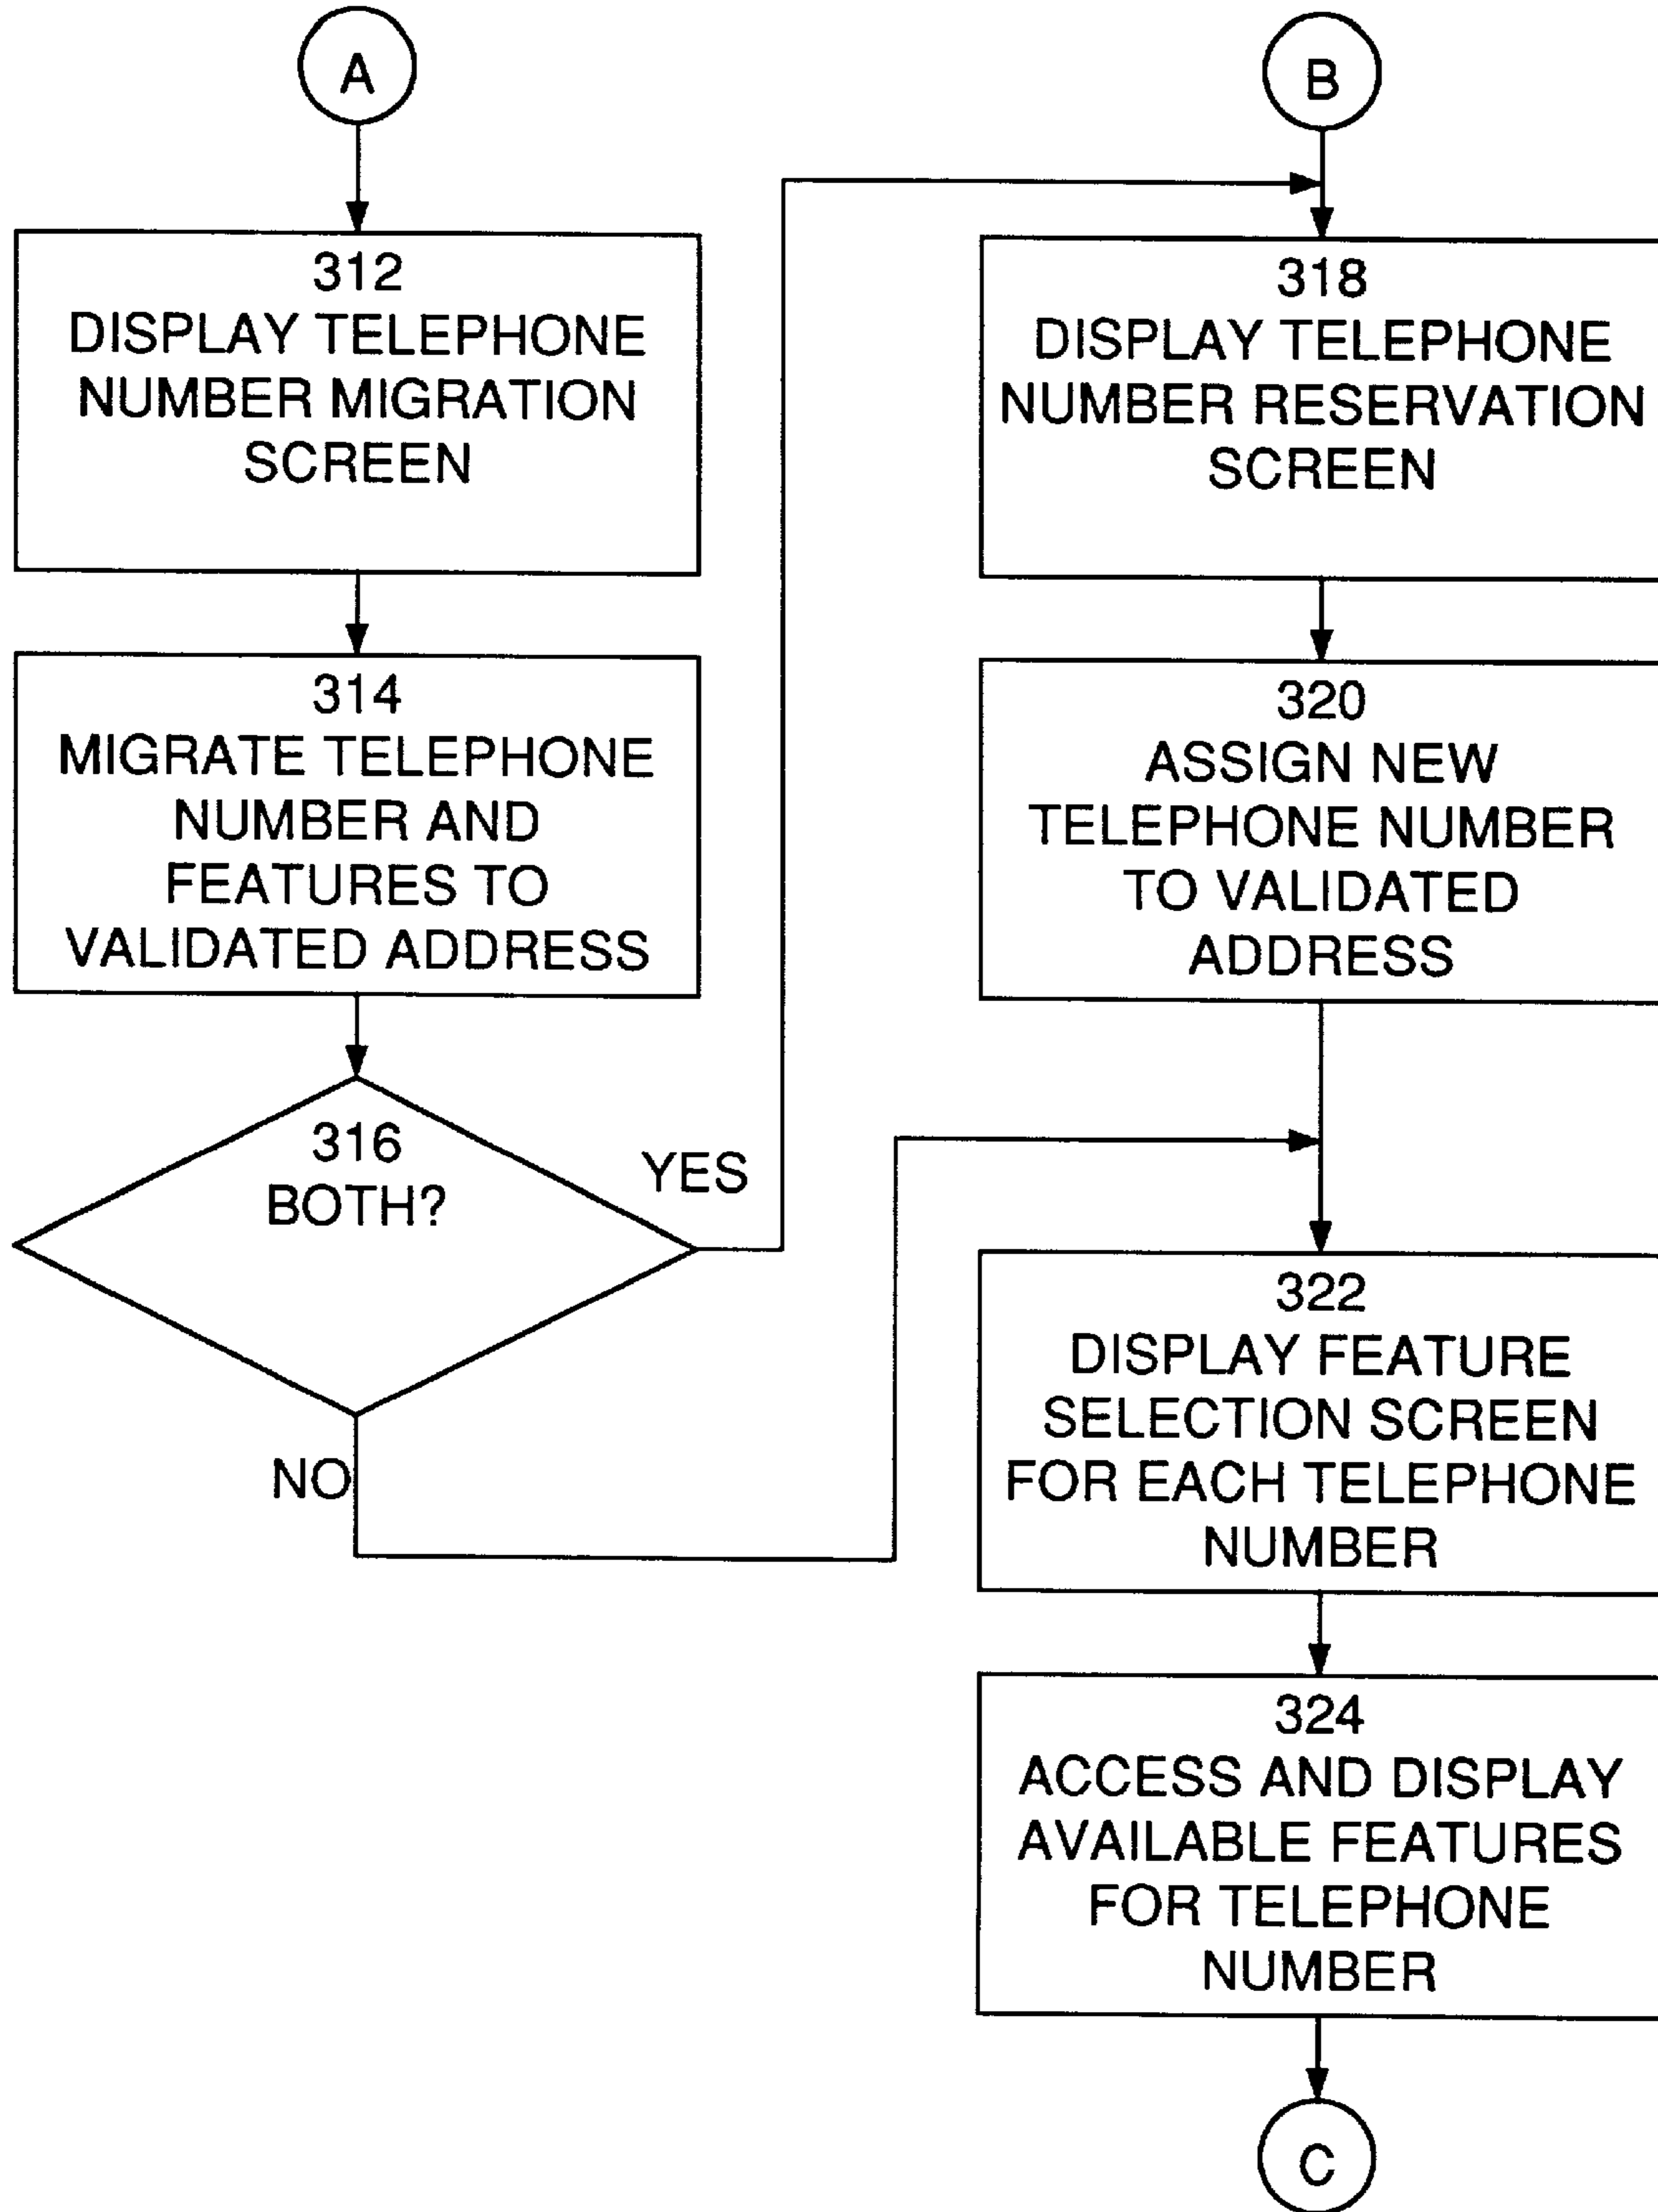 A
312
DISPLAY TELEPHONE
NUMBER MIGRATION
SCREEN
314
MIGRATE TELEPHONE
NUMBER AND
FEATURES TO
VALIDATED ADDRESS
316
BOTH?
YES
NO
B
318
DISPLAY TELEPHONE
NUMBER RESERVATION
SCREEN
320
ASSIGN NEW
TELEPHONE NUMBER
TO VALIDATED
ADDRESS
322
DISPLAY FEATURE
SELECTION SCREEN
FOR EACH TELEPHONE
NUMBER
324
ACCESS AND DISPLAY
AVAILABLE FEATURES
FOR TELEPHONE
NUMBER
C